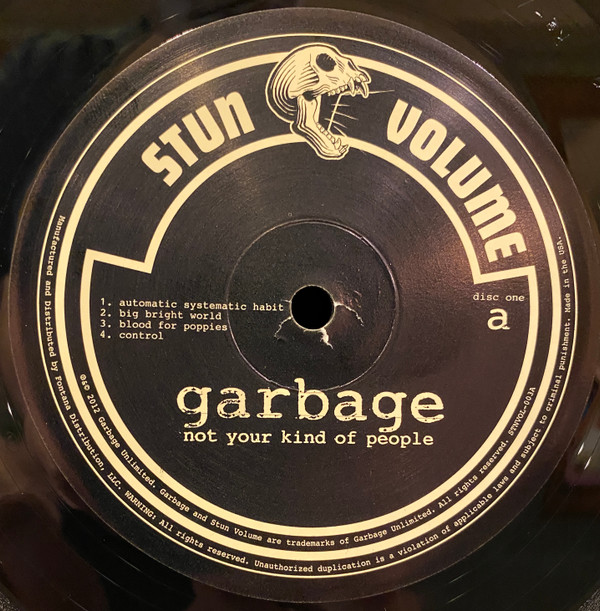 STUN VOLUME
disc one
a
1. automatic systematic habit
2. big bright world
3. blood for poppies
4. control
garbage
not your kind of people
℗© 2012 Garbage Unlimited. Garbage and Stun Volume are trademarks of Garbage Unlimited. All rights reserved. STNVOL-001A
Manufactured and Distributed by Fontana Distribution, LLC. WARNING: All rights reserved. Unauthorized duplication is a violation of applicable laws and subject to criminal punishment. Made in the USA.